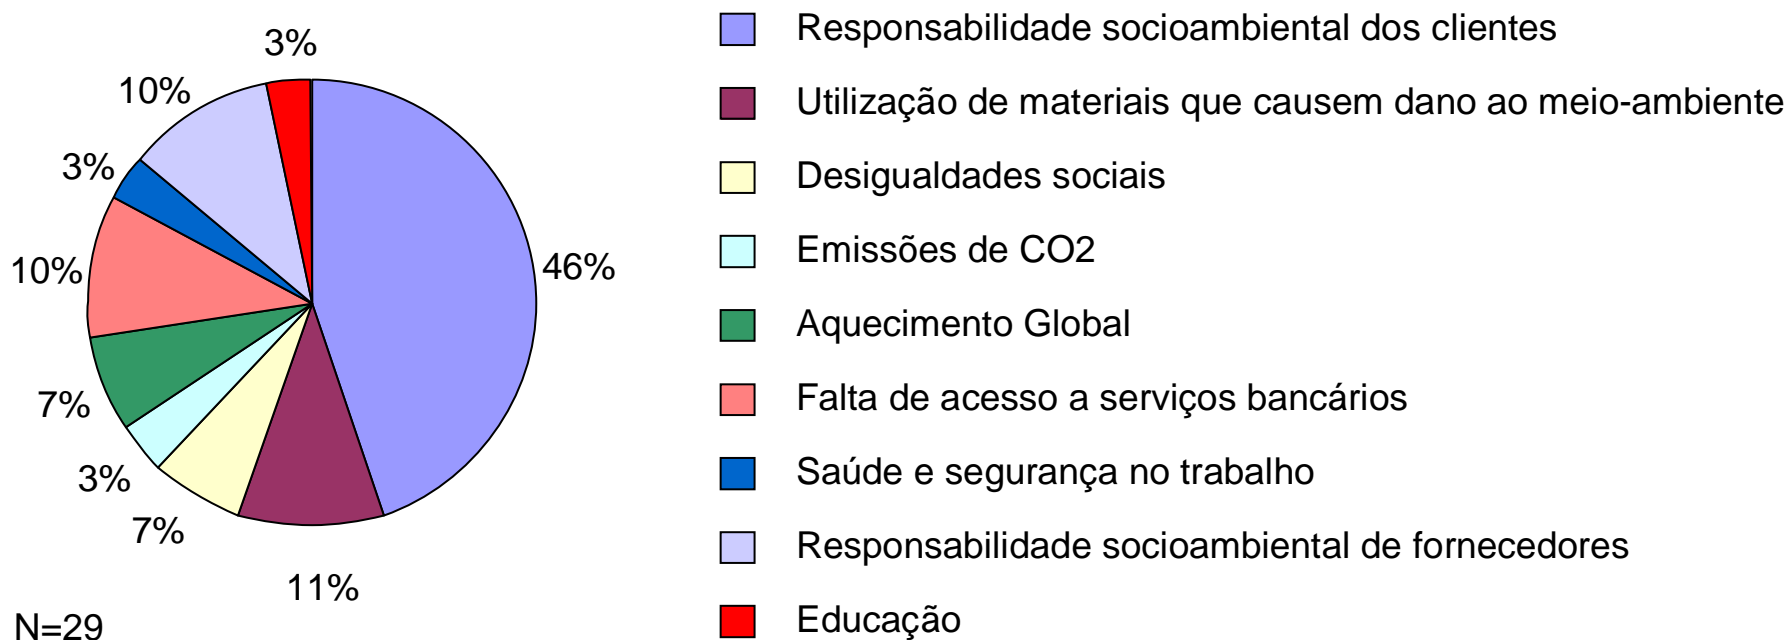 3%
10%
3%
10%
7%
3%
7%
11%
46%
N=29
Responsabilidade socioambiental dos clientes
Utilização de materiais que causem dano ao meio-ambiente
Desigualdades sociais
Emissões de CO2
Aquecimento Global
Falta de acesso a serviços bancários
Saúde e segurança no trabalho
Responsabilidade socioambiental de fornecedores
Educação